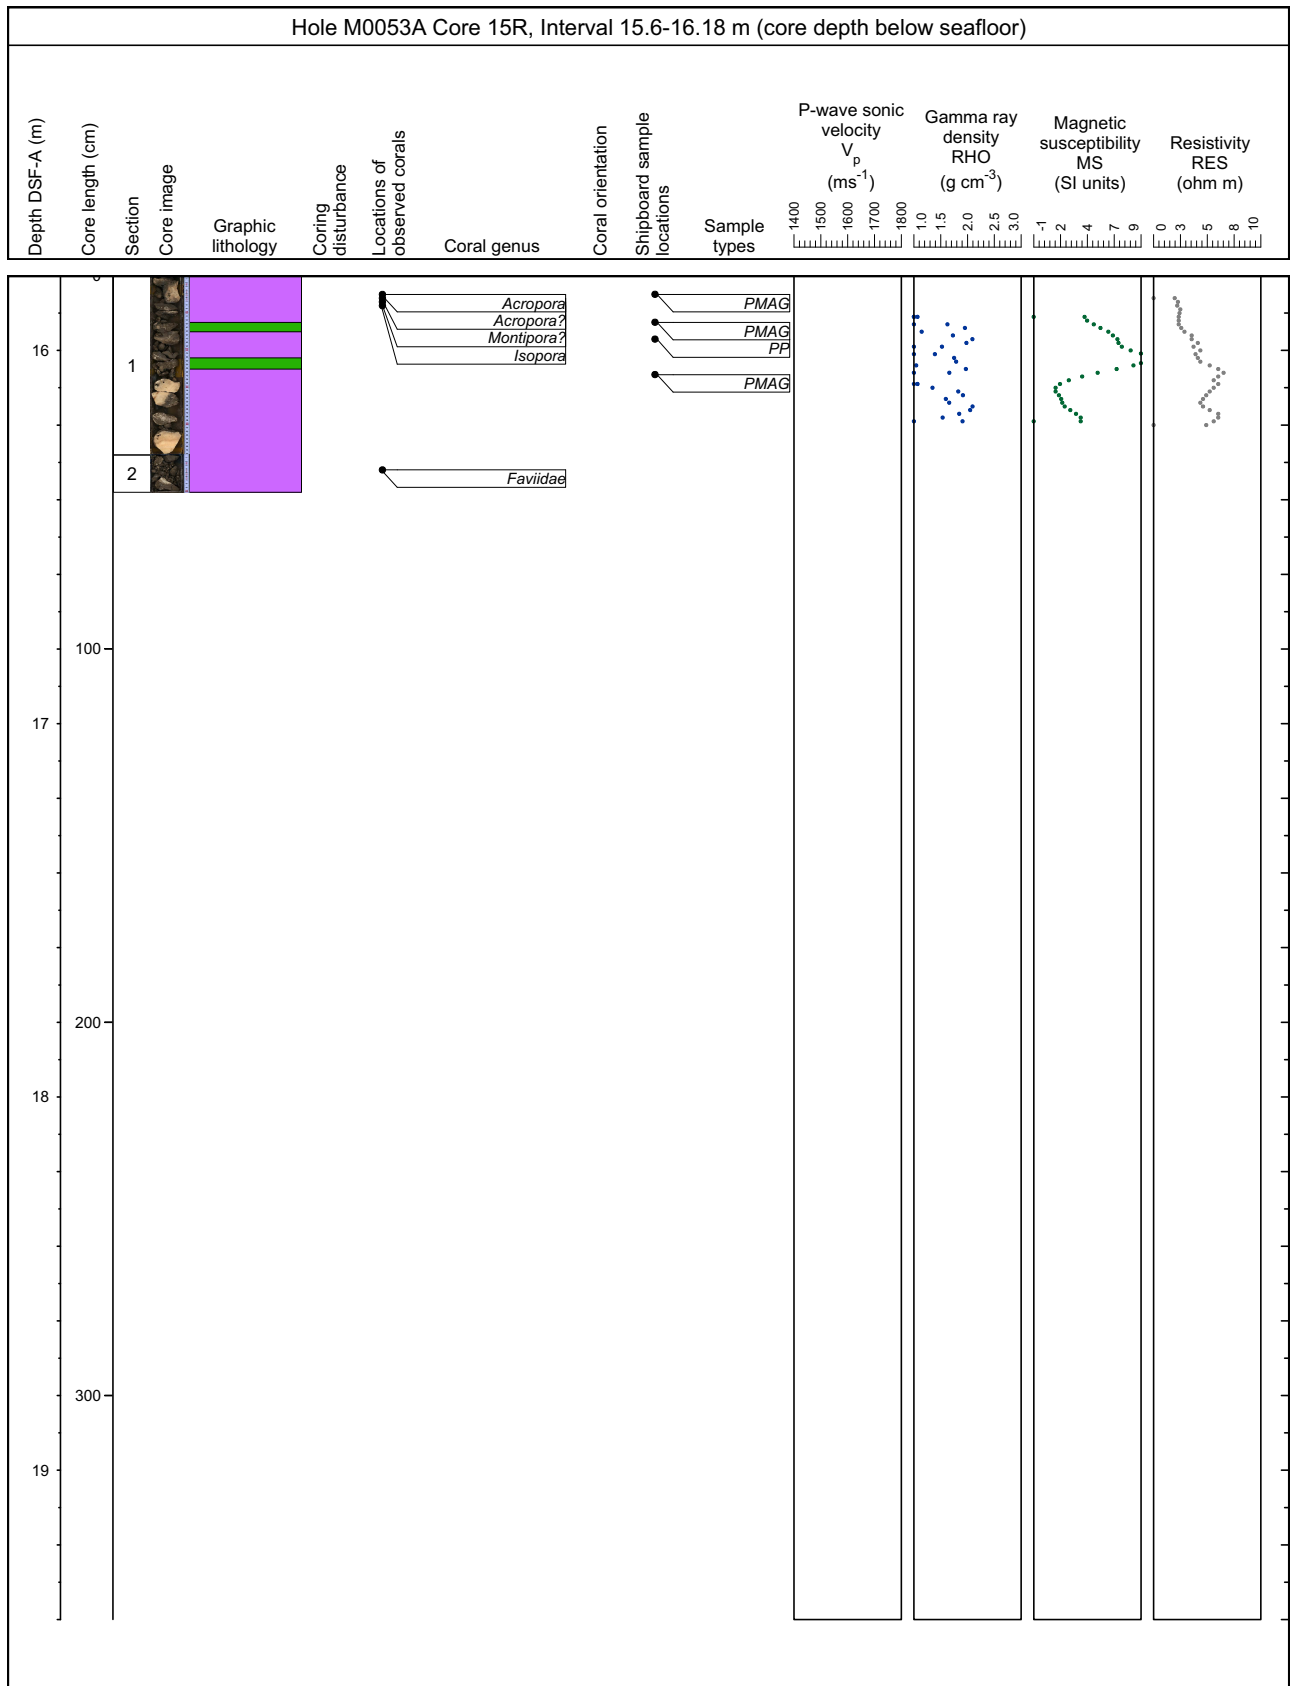 Hole M0053A Core 15R, Interval 15.6-16.18 m (core depth below seafloor)
Depth DSF-A (m)
Core length (cm)
Section
Core image
Graphic
lithology
Coring
disturbance
Locations of
observed corals
Coral genus
Coral orientation
Shipboard sample
locations
Sample
types
P-wave sonic
velocity
Vp
(ms-1)
1400 1500 1600 1700 1800
Gamma ray
density
RHO
(g cm-3)
1.0 1.5 2.0 2.5 3.0
Magnetic
susceptibility
MS
(SI units)
-1 2 4 7 9
Resistivity
RES
(ohm m)
0 3 5 8 10
0
Acropora
Acropora?
Montipora?
Isopora
PMAG
PMAG
PP
PMAG
16
1
2
Faviidae
100
17
200
18
300
19